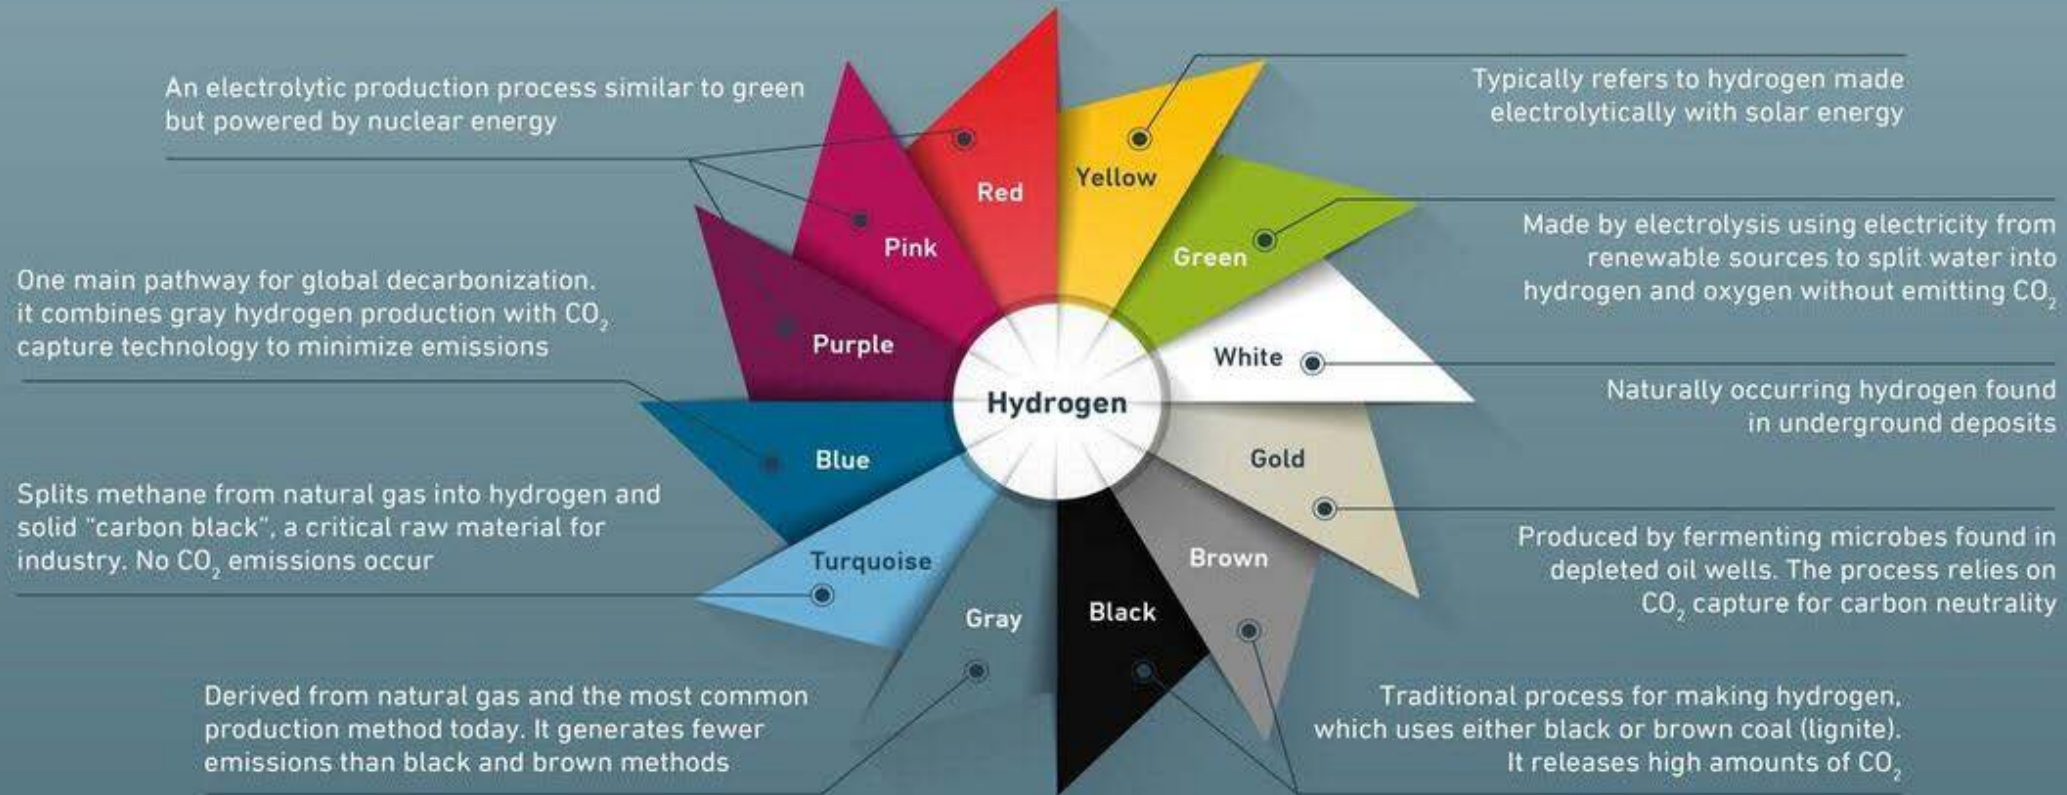 An electrolytic production process similar to green
but powered by nuclear energy
One main pathway for global decarbonization.
it combines gray hydrogen production with CO₂
capture technology to minimize emissions
Splits methane from natural gas into hydrogen and
solid "carbon black", a critical raw material for
industry. No CO₂ emissions occur
Derived from natural gas and the most common
production method today. It generates fewer
emissions than black and brown methods
Red
Yellow
Pink
Green
Purple
White
Hydrogen
Blue
Gold
Turquoise
Brown
Gray
Black
Typically refers to hydrogen made
electrolytically with solar energy
Made by electrolysis using electricity from
renewable sources to split water into
hydrogen and oxygen without emitting CO₂
Naturally occurring hydrogen found
in underground deposits
Produced by fermenting microbes found in
depleted oil wells. The process relies on
CO₂ capture for carbon neutrality
Traditional process for making hydrogen,
which uses either black or brown coal (lignite).
It releases high amounts of CO₂